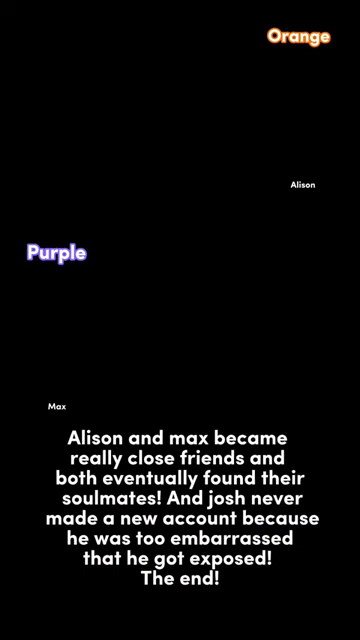 Orange
Alison
Purple
Max
Alison and max became
really close friends and
both eventually found their
soulmates! And josh never
made a new account because
he was too embarrassed
that he got exposed!
The end!